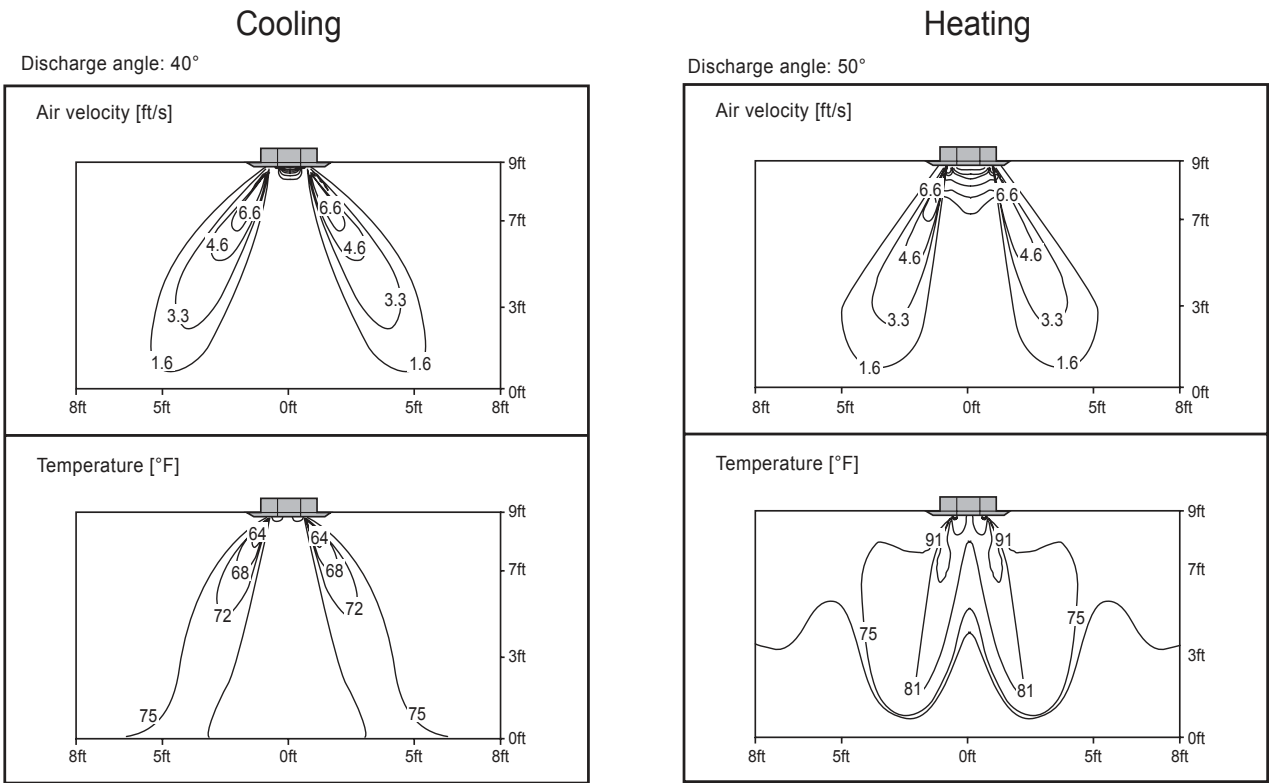 Cooling
Discharge angle: 40°
Air velocity [ft/s]
9ft
6.6 6.6
7ft
4.6 4.6
3.3
3ft
3.3
1.6 1.6
0ft
8ft 5ft 0ft 5ft 8ft
Temperature [°F]
9ft
64 64
68 68
7ft
72 72
3ft
75 75
0ft
8ft 5ft 0ft 5ft 8ft
Heating
Discharge angle: 50°
Air velocity [ft/s]
9ft
6.6 6.6
7ft
4.6 4.6
3ft
3.3 3.3
1.6 1.6
0ft
8ft 5ft 0ft 5ft 8ft
Temperature [°F]
9ft
91 91
7ft
75 75
3ft
81 81
0ft
8ft 5ft 0ft 5ft 8ft